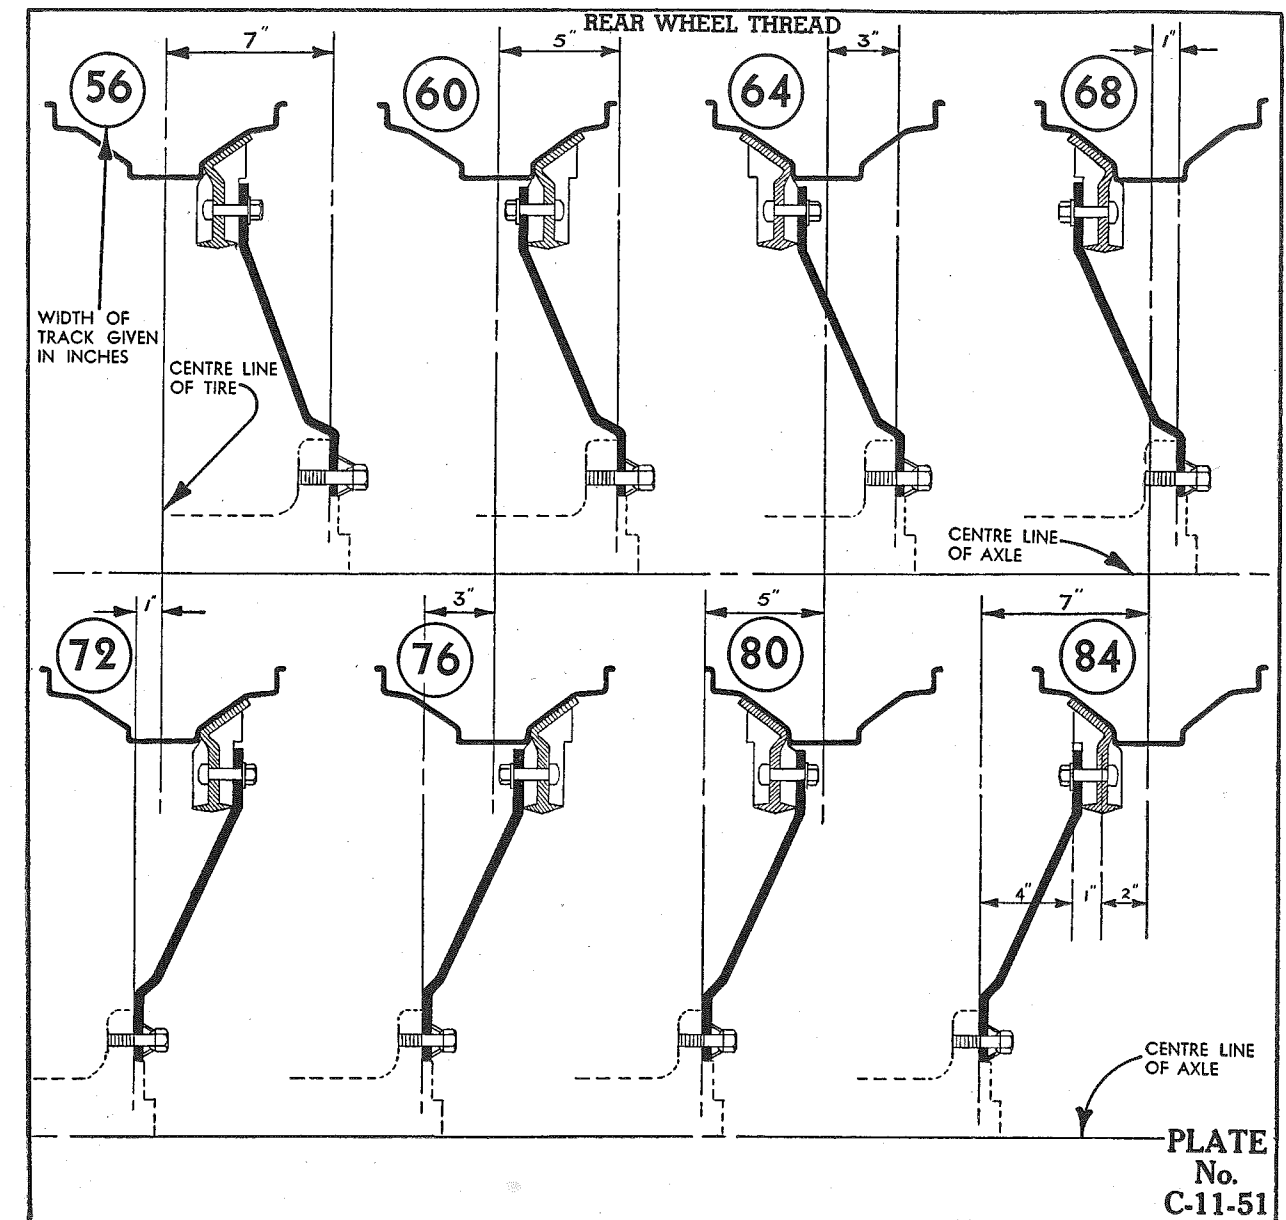 REAR WHEEL THREAD
7"
5"
3"
1"
56
60
64
68
WIDTH OF
TRACK GIVEN
IN INCHES
CENTRE LINE
OF TIRE
CENTRE LINE
OF AXLE
1"
3"
5"
7"
72
76
80
84
4"
1"
2"
CENTRE LINE
OF AXLE
PLATE
No.
C-11-51